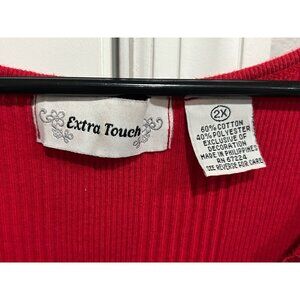 Extra Touch
2X
60% COTTON
40% POLYESTER
EXCLUSIVE OF
DECORATION
MADE IN PHILIPPINES
RN 67224
SEE REVERSE FOR CARE